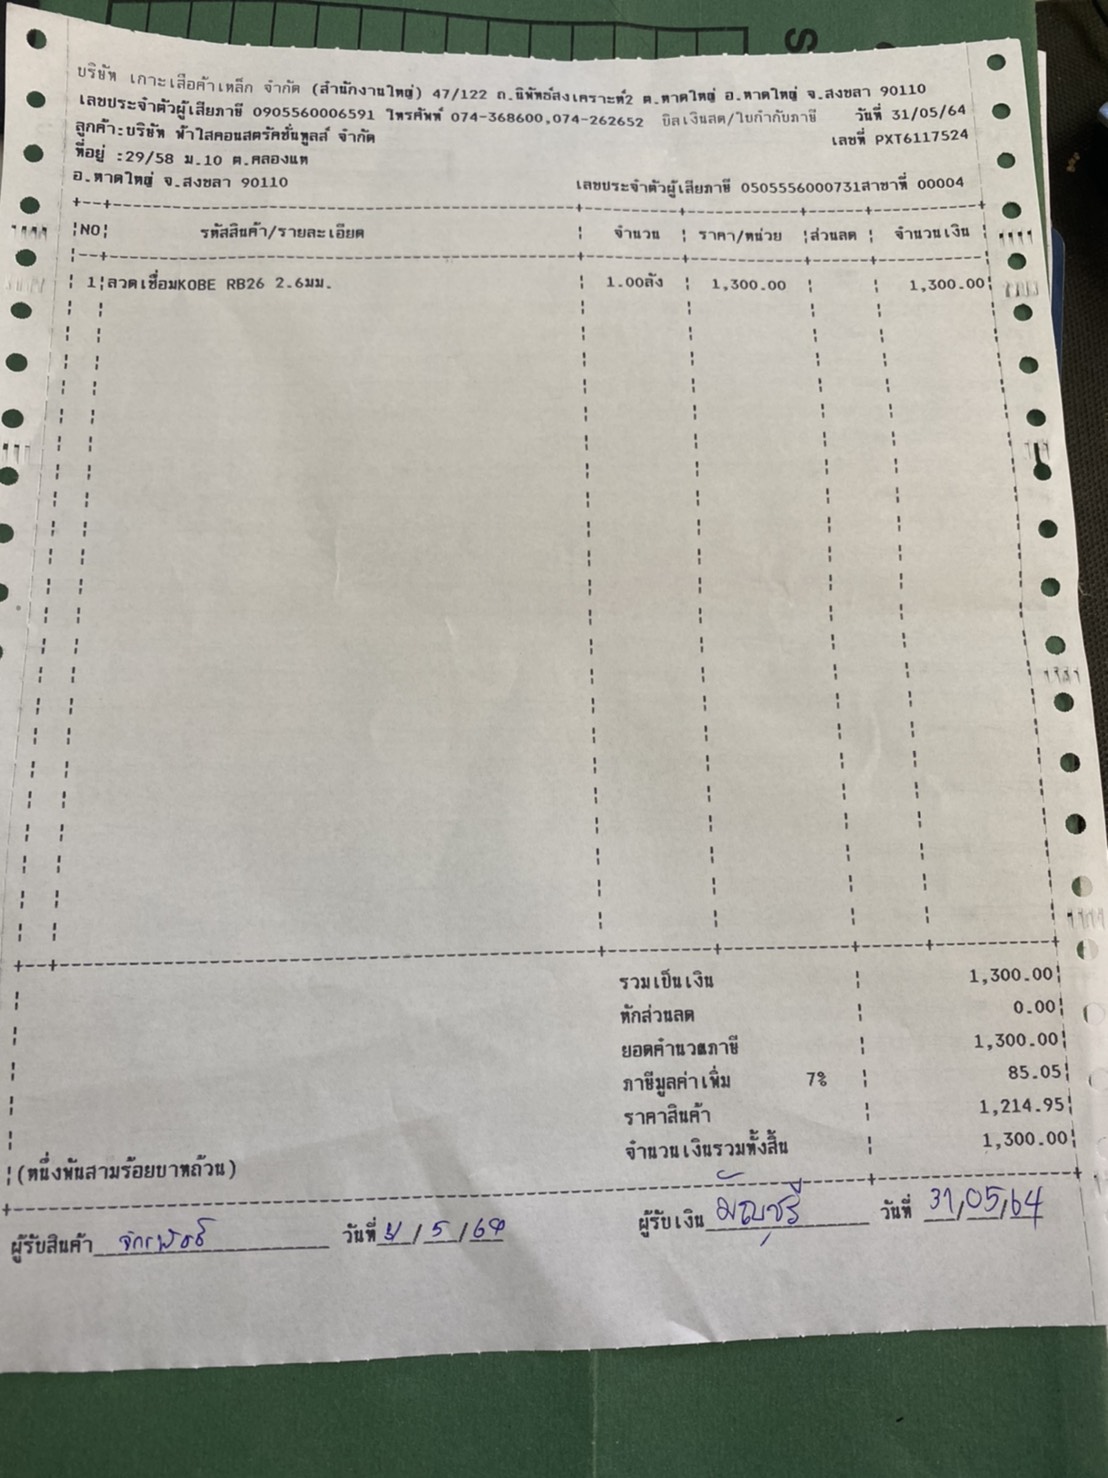 บริษัท เกาะเสือค้าเหล็ก จำกัด (สำนักงานใหญ่) 47/122 ถ.นิพัทธ์สงเคราะห์2 ต.หาดใหญ่ อ.หาดใหญ่ จ.สงขลา 90110
เลขประจำตัวผู้เสียภาษี 0905560006591 โทรศัพท์ 074-368600,074-262652 บิลเงินสด/ใบกำกับภาษี วันที่ 31/05/64
ลูกค้า:บริษัท ฟ้าใสคอนสตรัคชั่นทูลส์ จำกัด เลขที่ PXT6117524
ที่อยู่ :29/58 ม.10 ต.คลองแห
อ.หาดใหญ่ จ.สงขลา 90110 เลขประจำตัวผู้เสียภาษี 0505556000731สาขาที่ 00004
NO รหัสสินค้า/รายละเอียด จำนวน ราคา/หน่วย ส่วนลด จำนวนเงิน
1 ลวดเชื่อมKOBE RB26 2.6มม. 1.00ลัง 1,300.00 1,300.00
รวมเป็นเงิน 1,300.00
หักส่วนลด 0.00
ยอดคำนวณภาษี 1,300.00
ภาษีมูลค่าเพิ่ม 7% 85.05
ราคาสินค้า 1,214.95
จำนวนเงินรวมทั้งสิ้น 1,300.00
(หนึ่งพันสามร้อยบาทถ้วน)
ผู้รับเงิน วันที่ 31/05/64
ผู้รับสินค้า วันที่ /5/64